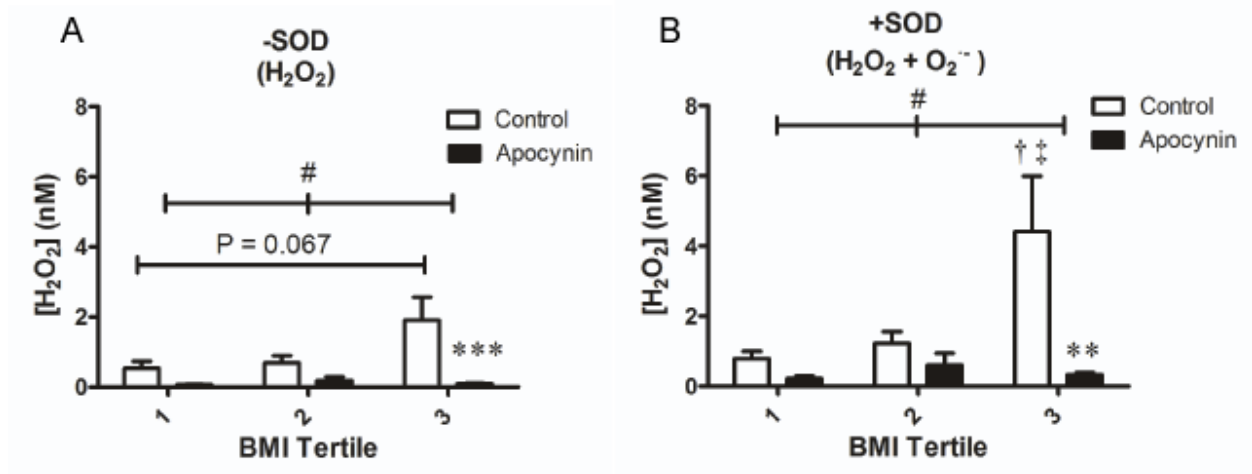 A
-SOD
(H₂O₂)
Control
Apocynin
[H₂O₂] (nM)
8
6
4
2
0
#
P = 0.067
***
1
2
3
BMI Tertile
B
+SOD
(H₂O₂ + O₂˙⁻ )
Control
Apocynin
[H₂O₂] (nM)
8
6
4
2
0
#
† ‡
**
1
2
3
BMI Tertile